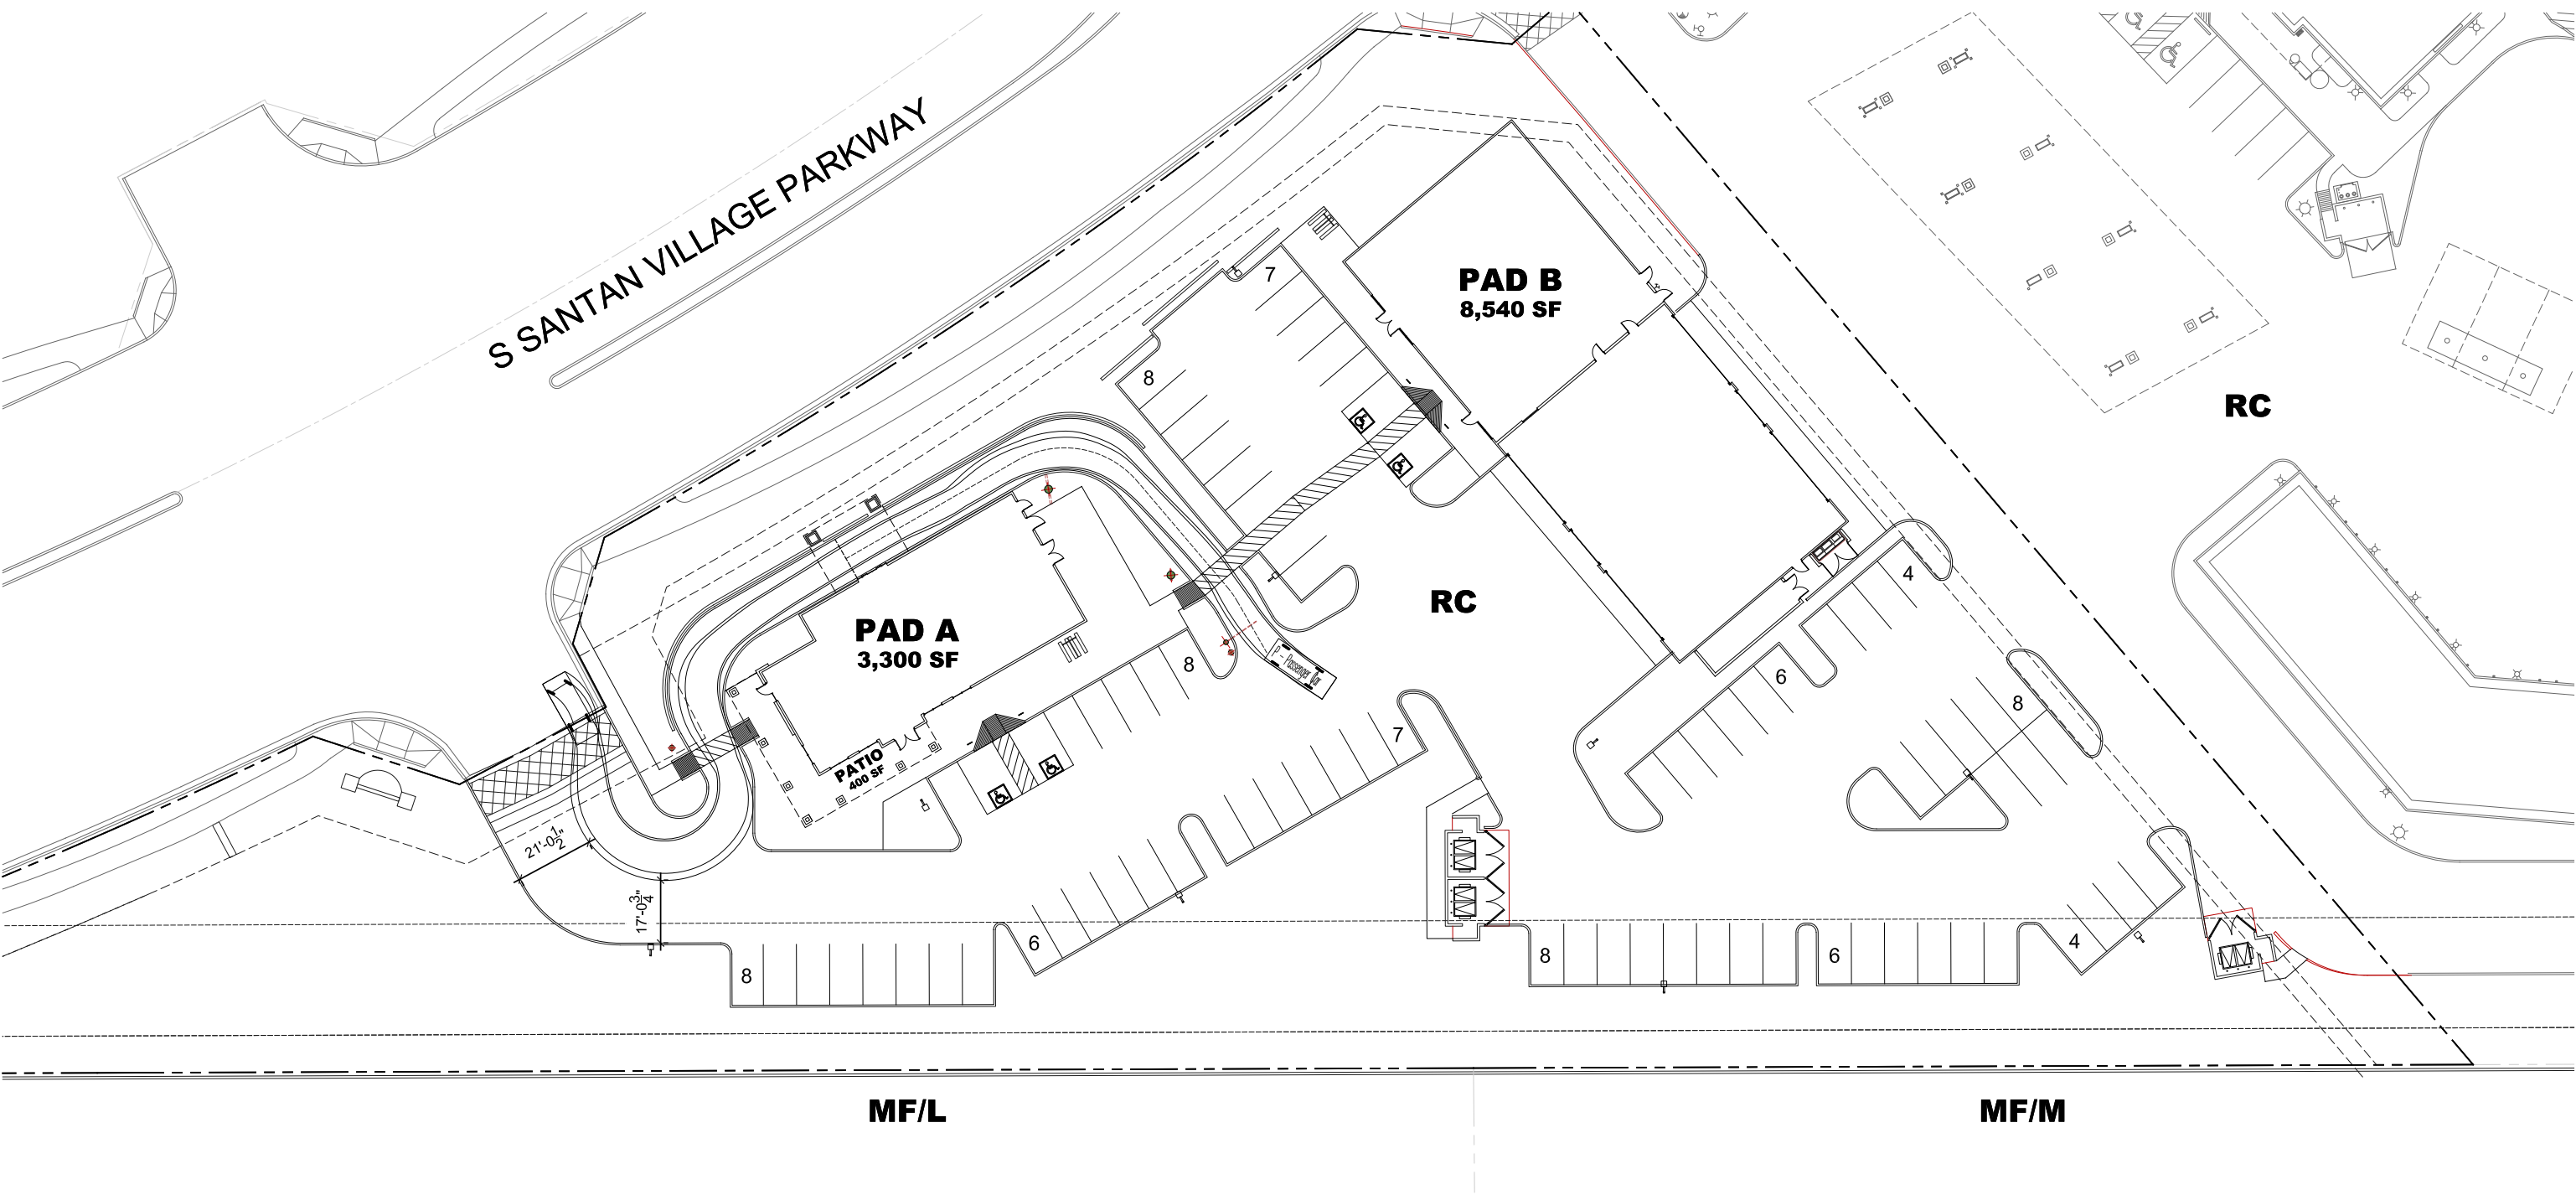 S SANTAN VILLAGE PARKWAY
7
PAD B
8,540 SF
8
RC
4
RC
PAD A
3,300 SF
8
P - Passenger Car
6
8
7
PATIO
400 SF
21'-0 1/2"
17'-0 3/4"
6
8
8
6
4
MF/L
MF/M